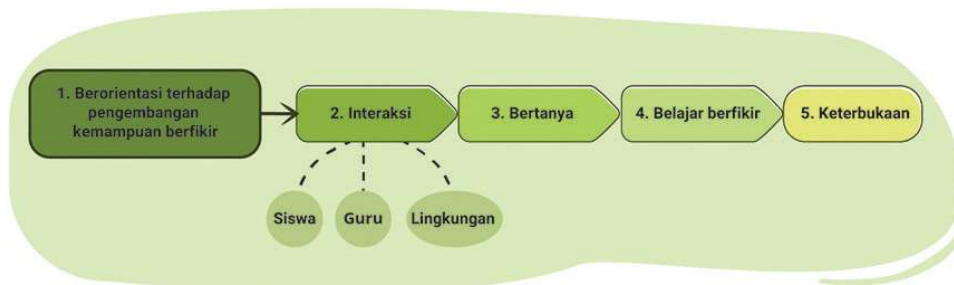 1. Berorientasi terhadap
pengembangan
kemampuan berfikir
2. Interaksi
3. Bertanya
4. Belajar berfikir
5. Keterbukaan
Siswa
Guru
Lingkungan